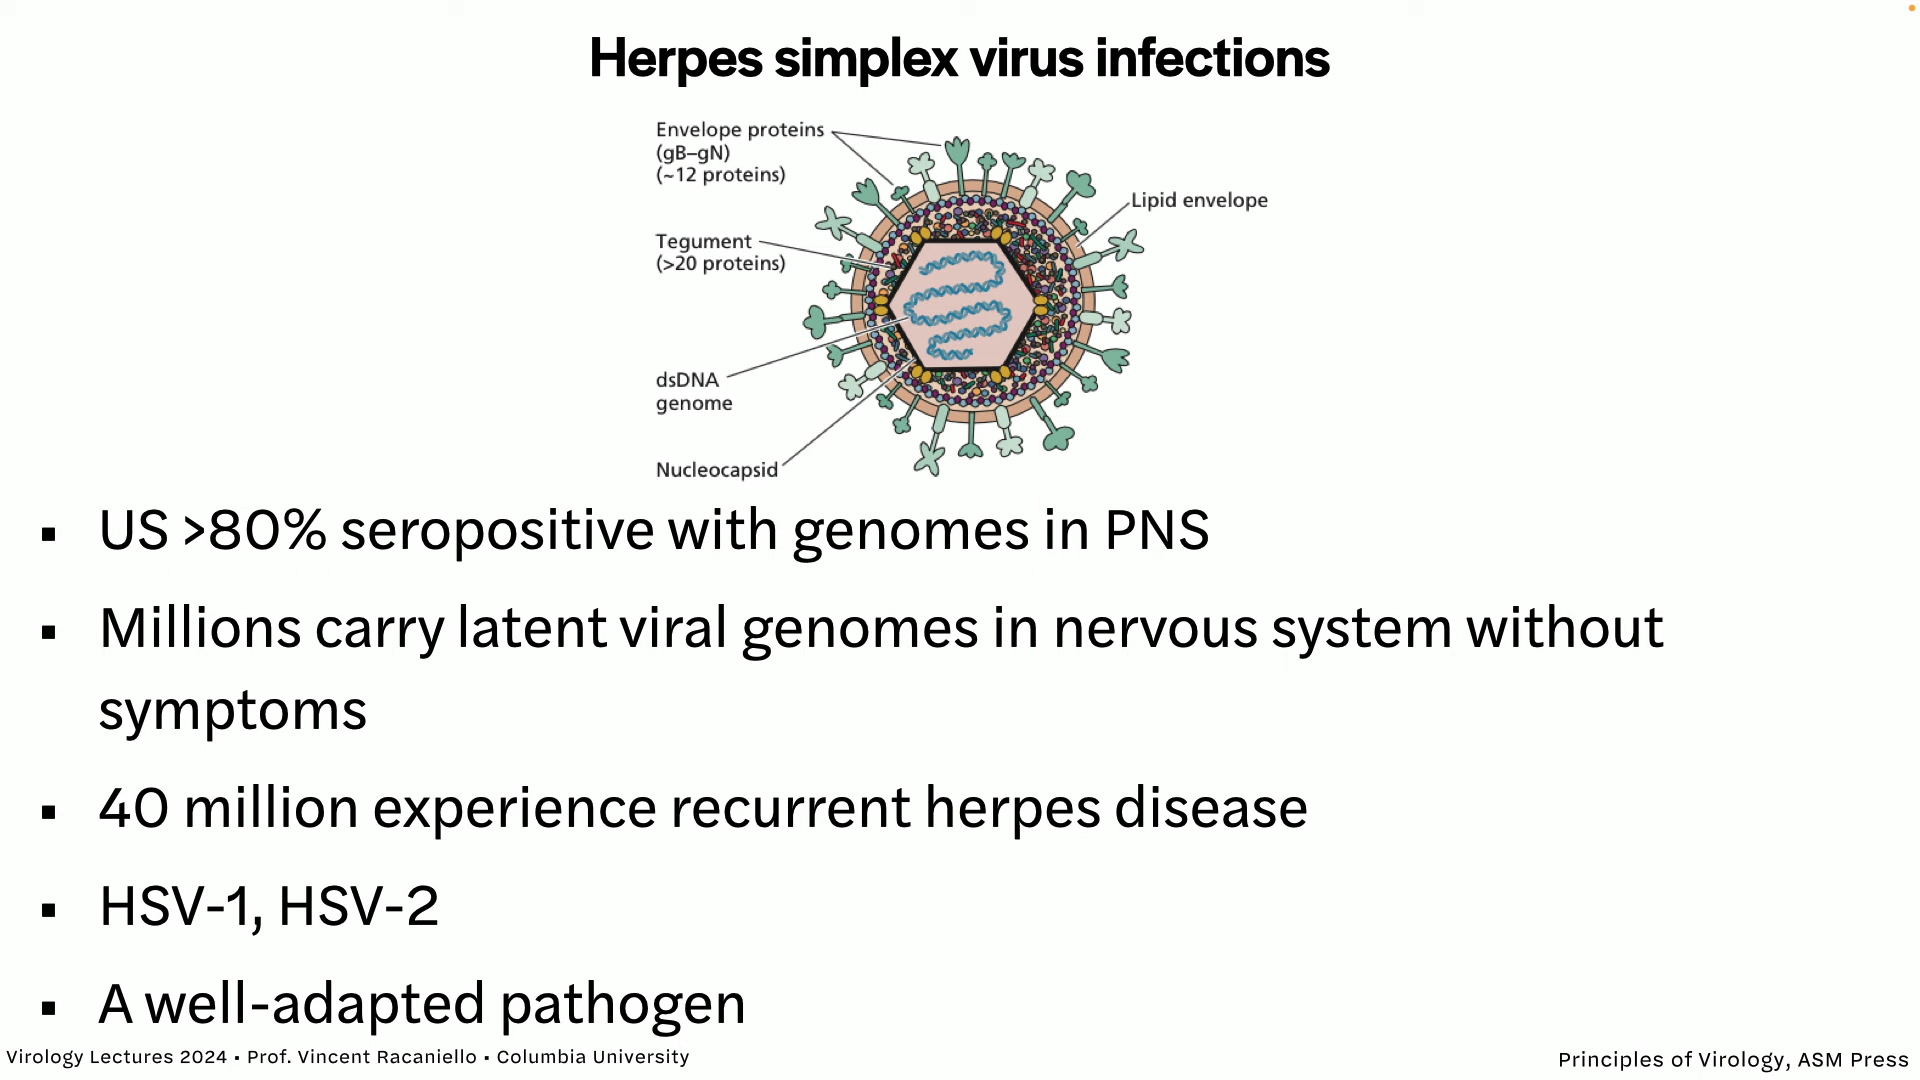 Herpes simplex virus infections
Envelope proteins
(gB–gN)
(~12 proteins)
Lipid envelope
Tegument
(>20 proteins)
dsDNA
genome
Nucleocapsid
▪ US >80% seropositive with genomes in PNS
▪ Millions carry latent viral genomes in nervous system without
symptoms
▪ 40 million experience recurrent herpes disease
▪ HSV-1, HSV-2
▪ A well-adapted pathogen
Virology Lectures 2024 • Prof. Vincent Racaniello • Columbia University
Principles of Virology, ASM Press